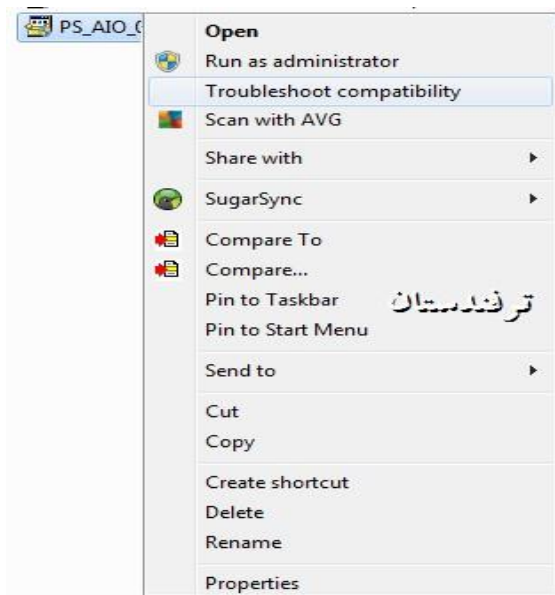 PS_AIO_
Open
Run as administrator
Troubleshoot compatibility
Scan with AVG
Share with
SugarSync
Compare To
Compare...
Pin to Taskbar
ترفندستان
Pin to Start Menu
Send to
Cut
Copy
Create shortcut
Delete
Rename
Properties